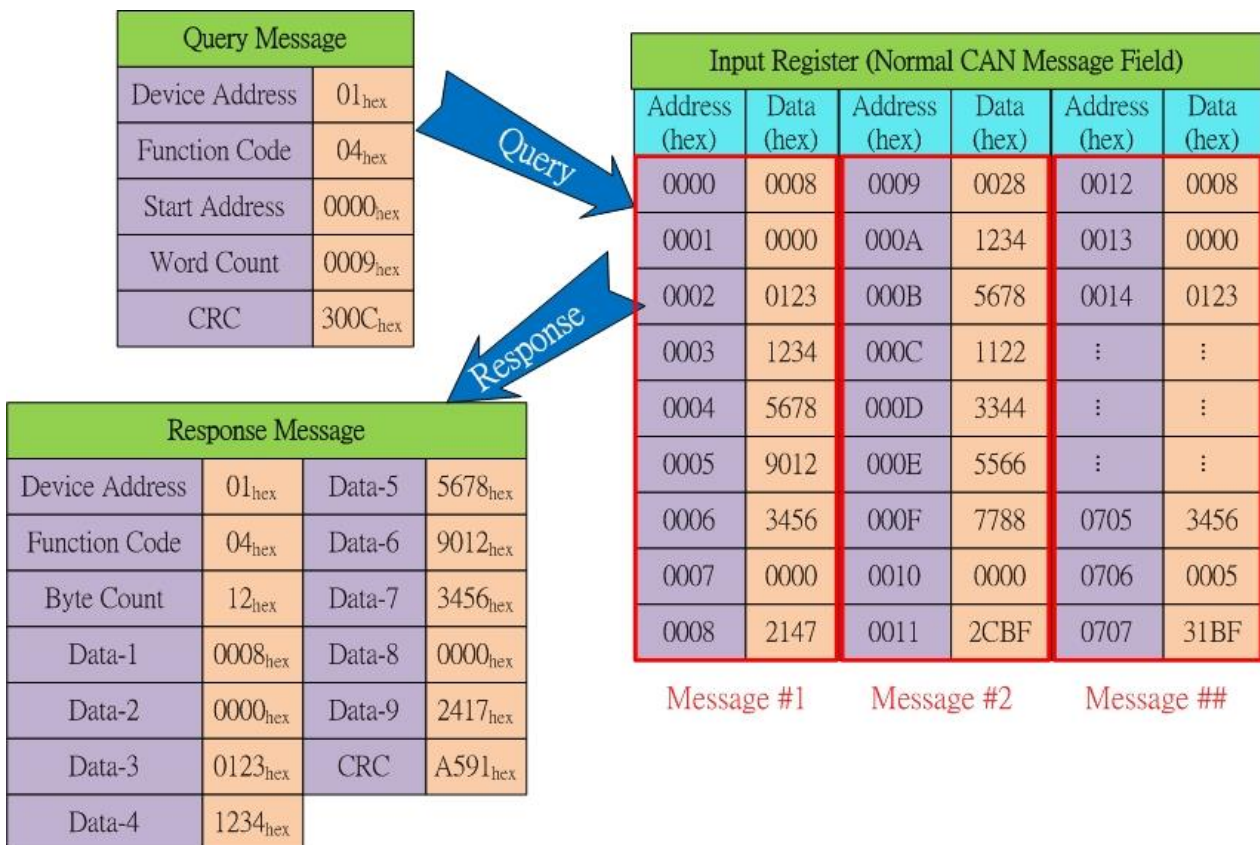 Query Message
Device Address 01hex
Function Code 04hex
Start Address 0000hex
Word Count 0009hex
CRC 300Chex
Query
Response
Input Register (Normal CAN Message Field)
Address (hex) Data (hex) Address (hex) Data (hex) Address (hex) Data (hex)
0000 0008 0009 0028 0012 0008
0001 0000 000A 1234 0013 0000
0002 0123 000B 5678 0014 0123
0003 1234 000C 1122 ⋮ ⋮
0004 5678 000D 3344 ⋮ ⋮
0005 9012 000E 5566 ⋮ ⋮
0006 3456 000F 7788 0705 3456
0007 0000 0010 0000 0706 0005
0008 2147 0011 2CBF 0707 31BF
Message #1 Message #2 Message ##
Response Message
Device Address 01hex Data-5 5678hex
Function Code 04hex Data-6 9012hex
Byte Count 12hex Data-7 3456hex
Data-1 0008hex Data-8 0000hex
Data-2 0000hex Data-9 2417hex
Data-3 0123hex CRC A591hex
Data-4 1234hex